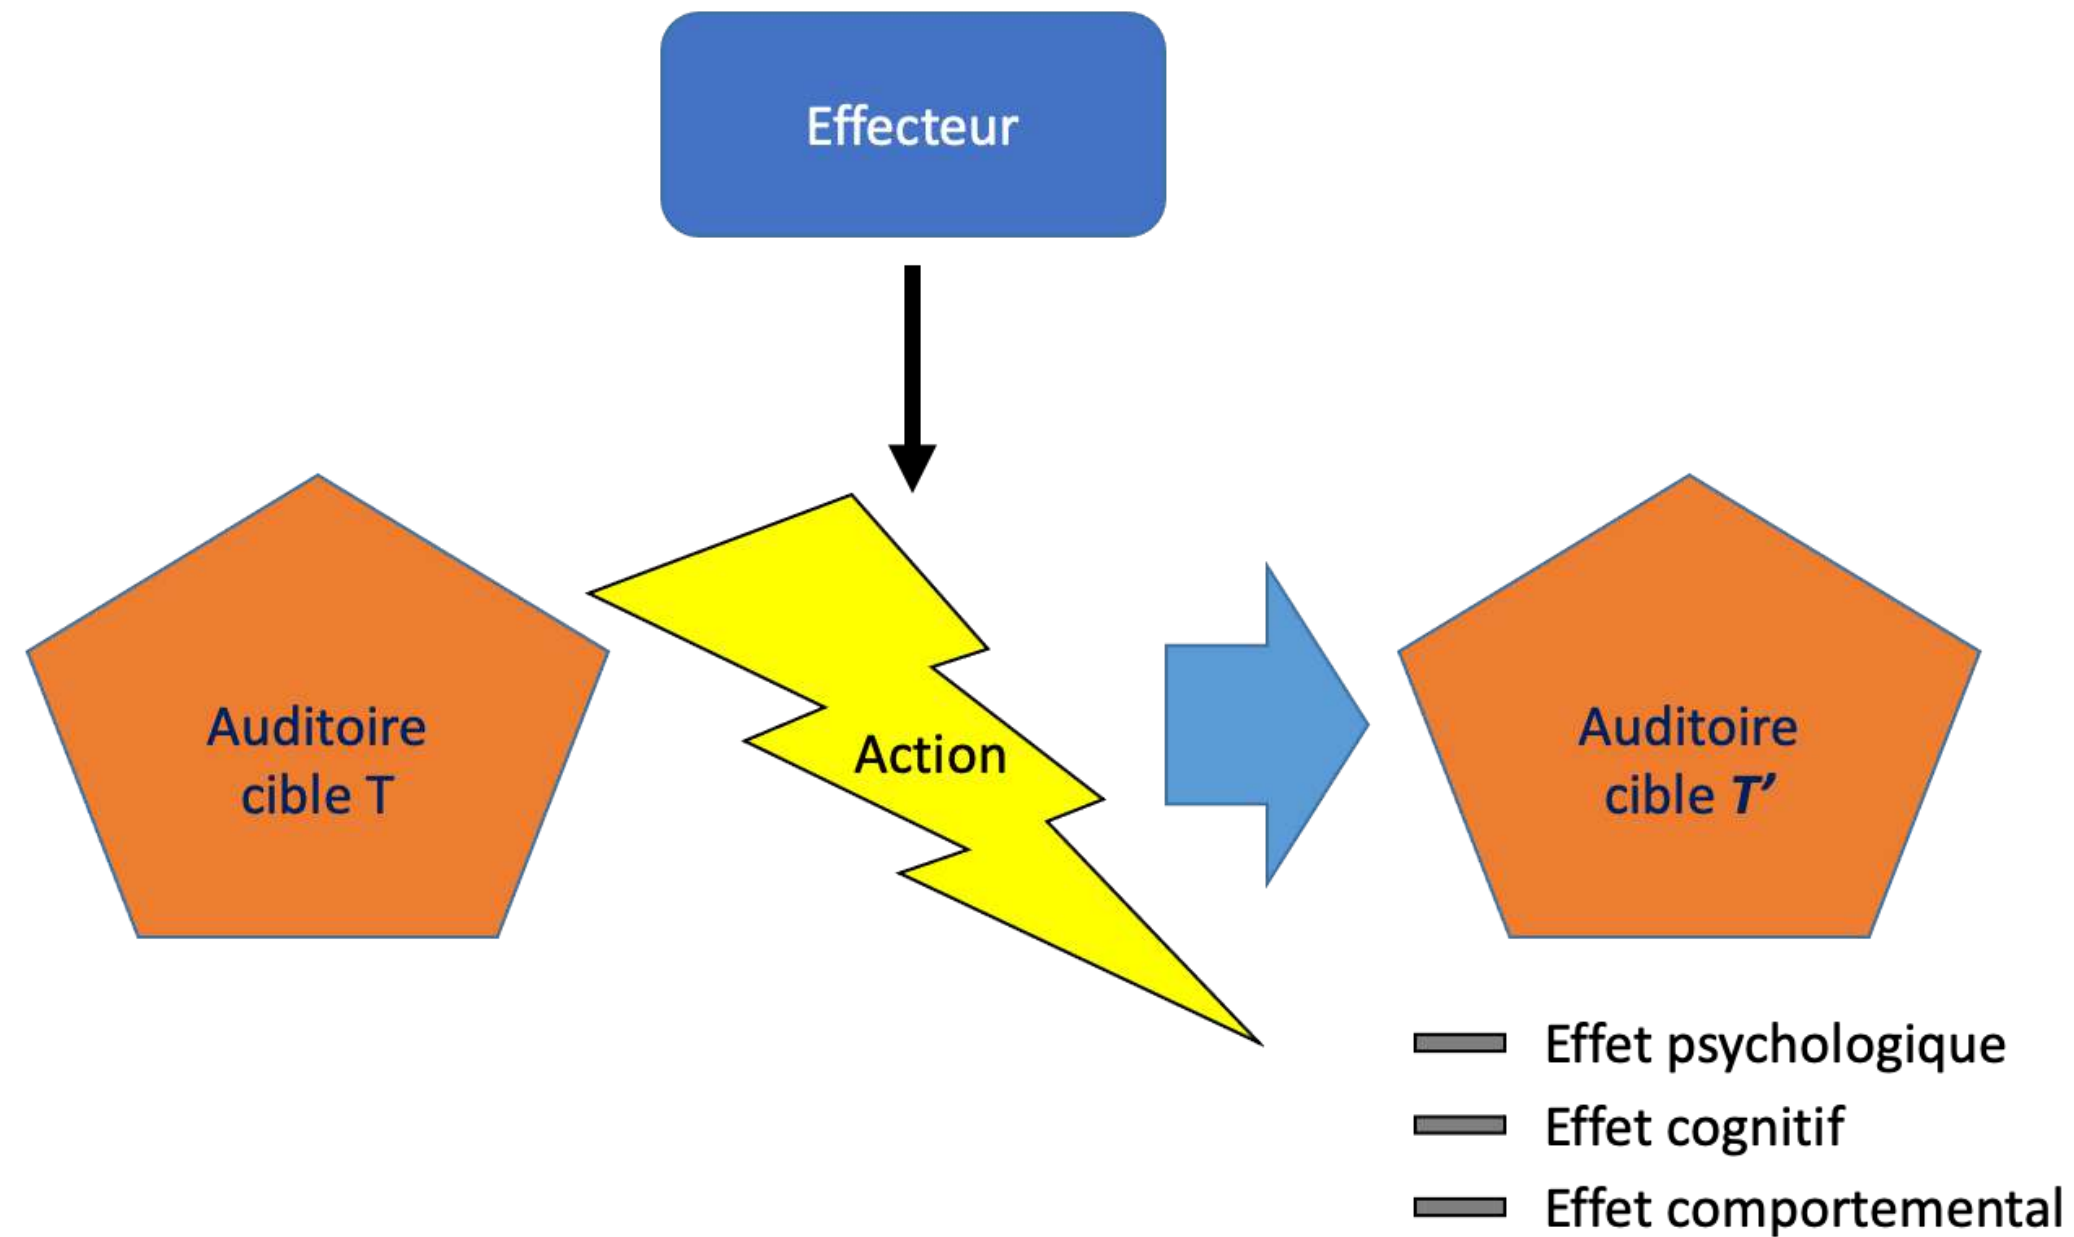 Effecteur
Auditoire
cible T
Action
Auditoire
cible T’
Effet psychologique
Effet cognitif
Effet comportemental